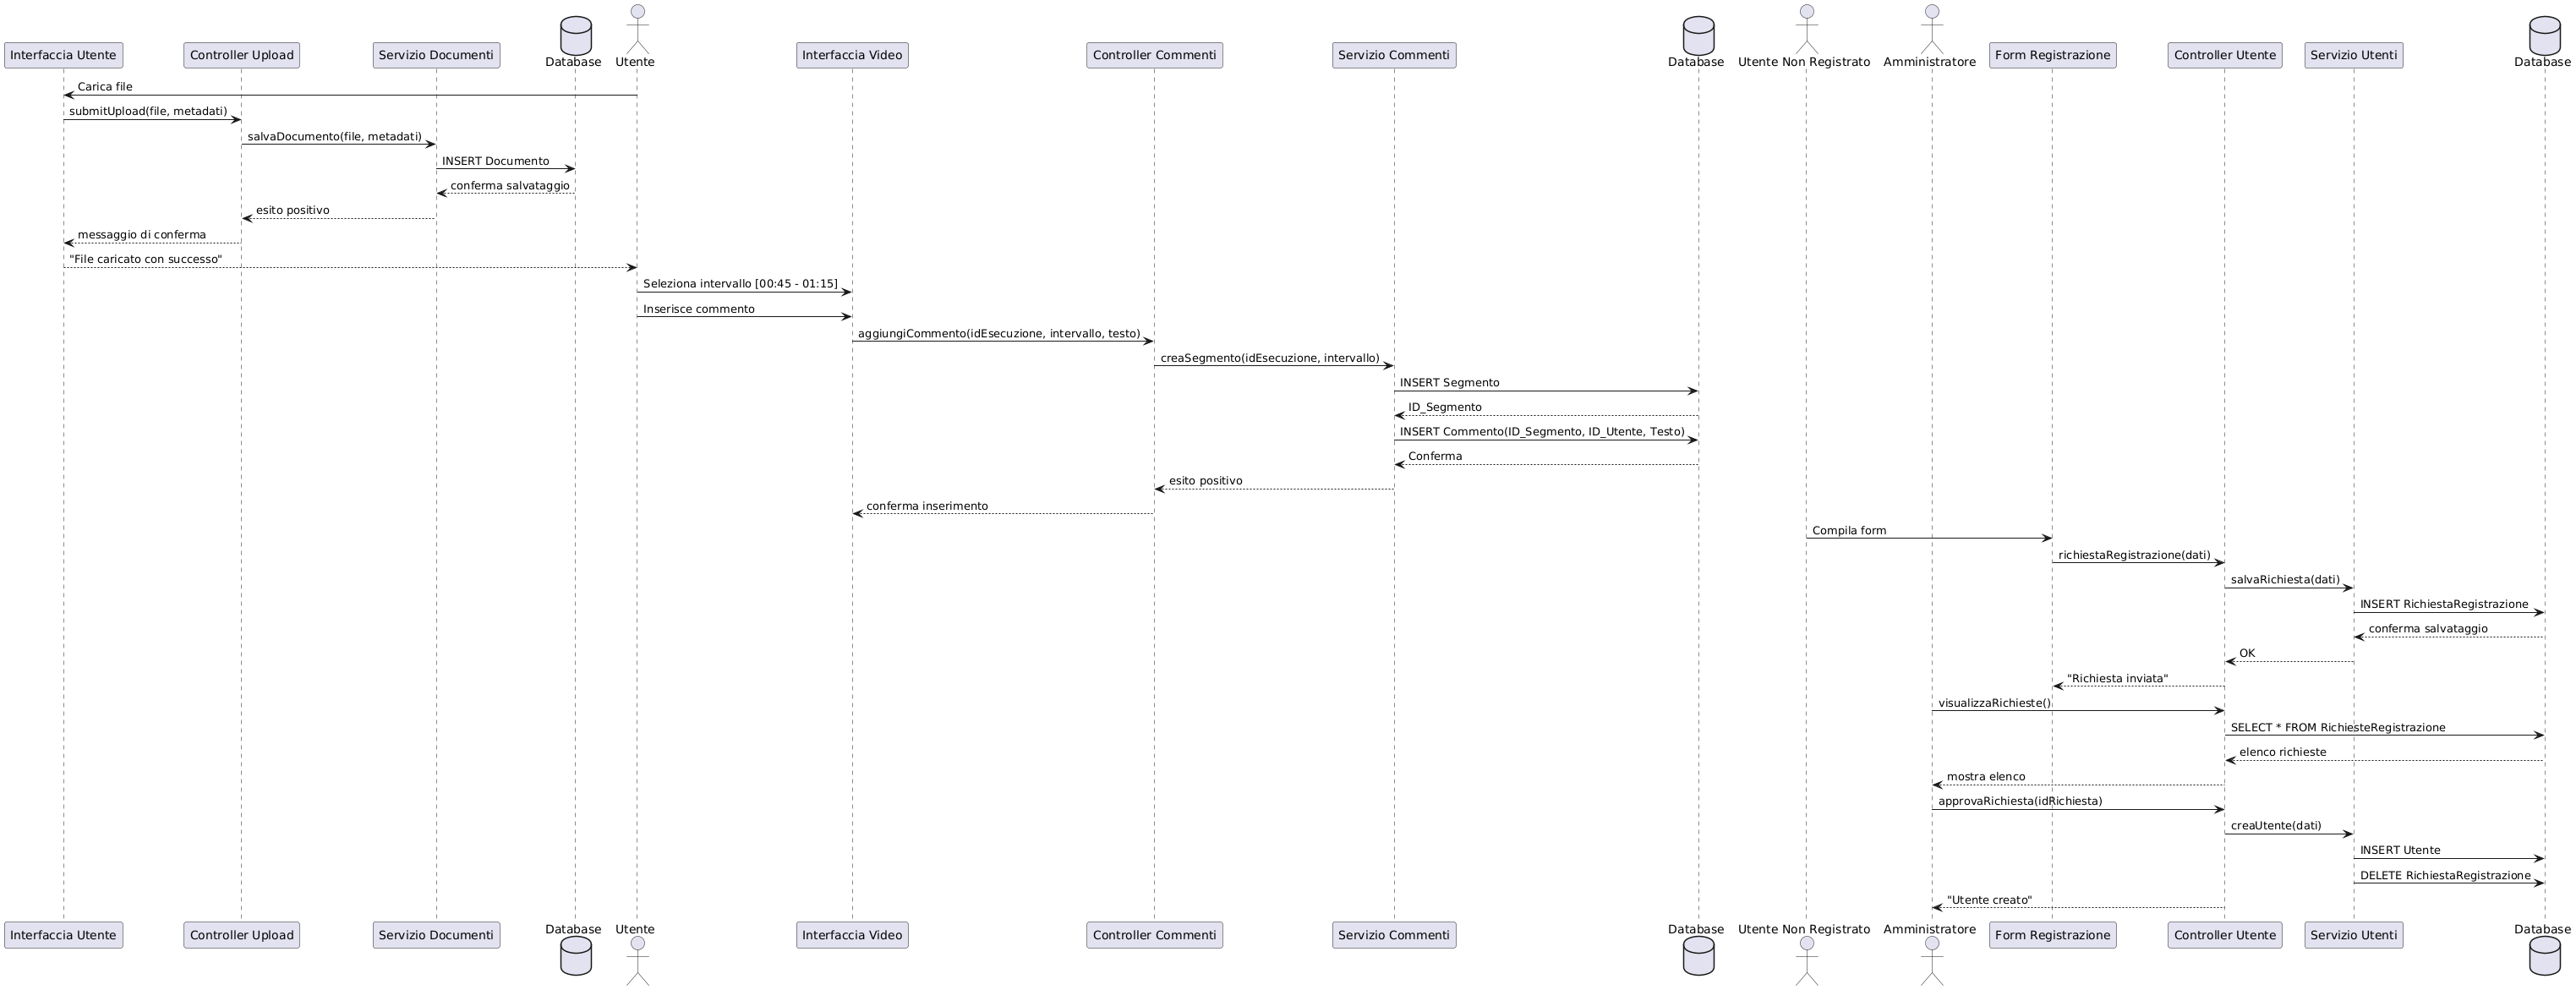 Interfaccia Utente
Controller Upload
Servizio Documenti
Database
Utente
Interfaccia Video
Controller Commenti
Servizio Commenti
Database
Utente Non Registrato
Amministratore
Form Registrazione
Controller Utente
Servizio Utenti
Database
Carica file
submitUpload(file, metadati)
salvaDocumento(file, metadati)
INSERT Documento
conferma salvataggio
esito positivo
messaggio di conferma
"File caricato con successo"
Seleziona intervallo [00:45 - 01:15]
Inserisce commento
aggiungiCommento(idEsecuzione, intervallo, testo)
creaSegmento(idEsecuzione, intervallo)
INSERT Segmento
ID_Segmento
INSERT Commento(ID_Segmento, ID_Utente, Testo)
Conferma
esito positivo
conferma inserimento
Compila form
richiestaRegistrazione(dati)
salvaRichiesta(dati)
INSERT RichiestaRegistrazione
conferma salvataggio
OK
"Richiesta inviata"
visualizzaRichieste()
SELECT * FROM RichiesteRegistrazione
elenco richieste
mostra elenco
approvaRichiesta(idRichiesta)
creaUtente(dati)
INSERT Utente
DELETE RichiestaRegistrazione
"Utente creato"
Interfaccia Utente
Controller Upload
Servizio Documenti
Database
Utente
Interfaccia Video
Controller Commenti
Servizio Commenti
Database
Utente Non Registrato
Amministratore
Form Registrazione
Controller Utente
Servizio Utenti
Database